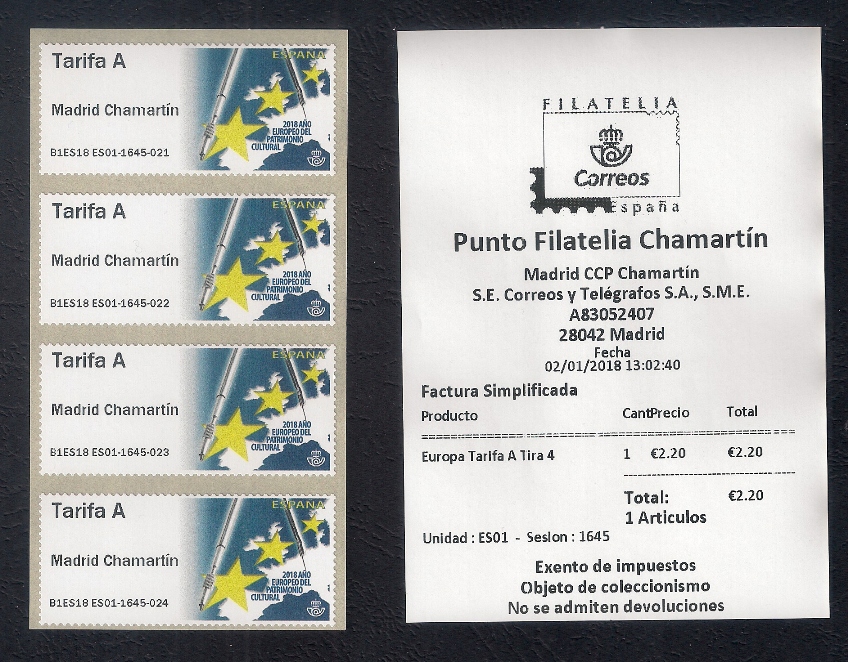 Tarifa A
Madrid Chamartín
B1ES18 ES01-1645-021
ESPAÑA
2018 AÑO
EUROPEO DEL
PATRIMONIO
CULTURAL
Tarifa A
Madrid Chamartín
B1ES18 ES01-1645-022
ESPAÑA
2018 AÑO
EUROPEO DEL
PATRIMONIO
CULTURAL
Tarifa A
Madrid Chamartín
B1ES18 ES01-1645-023
ESPAÑA
2018 AÑO
EUROPEO DEL
PATRIMONIO
CULTURAL
Tarifa A
Madrid Chamartín
B1ES18 ES01-1645-024
ESPAÑA
2018 AÑO
EUROPEO DEL
PATRIMONIO
CULTURAL
FILATELIA
Correos
España
Punto Filatelia Chamartín
Madrid CCP Chamartín
S.E. Correos y Telégrafos S.A., S.M.E.
A83052407
28042 Madrid
Fecha
02/01/2018 13:02:40
Factura Simplificada
Producto CantPrecio Total
Europa Tarifa A Tira 4 1 €2.20 €2.20
Total: €2.20
1 Articulos
Unidad : ES01 - Sesion : 1645
Exento de impuestos
Objeto de coleccionismo
No se admiten devoluciones